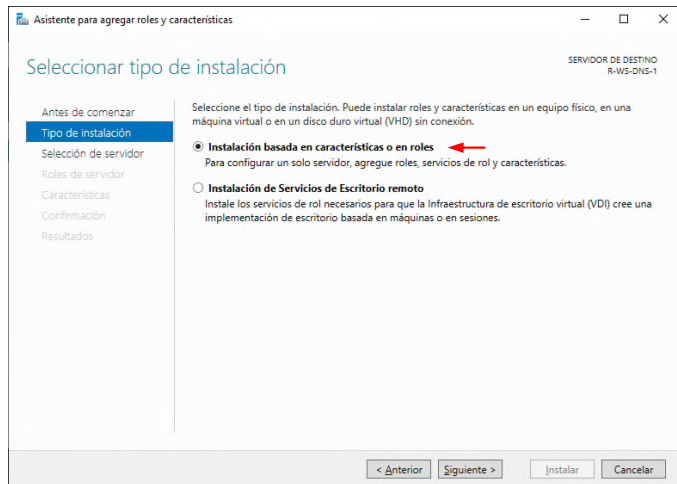 Asistente para agregar roles y características
Seleccionar tipo de instalación
SERVIDOR DE DESTINO
R-WS-DNS-1
Antes de comenzar
Tipo de instalación
Selección de servidor
Roles de servidor
Características
Confirmación
Resultados
Seleccione el tipo de instalación. Puede instalar roles y características en un equipo físico, en una
máquina virtual o en un disco duro virtual (VHD) sin conexión.
Instalación basada en características o en roles
Para configurar un solo servidor, agregue roles, servicios de rol y características.
Instalación de Servicios de Escritorio remoto
Instale los servicios de rol necesarios para que la Infraestructura de escritorio virtual (VDI) cree una
implementación de escritorio basada en máquinas o en sesiones.
< Anterior
Siguiente >
Instalar
Cancelar